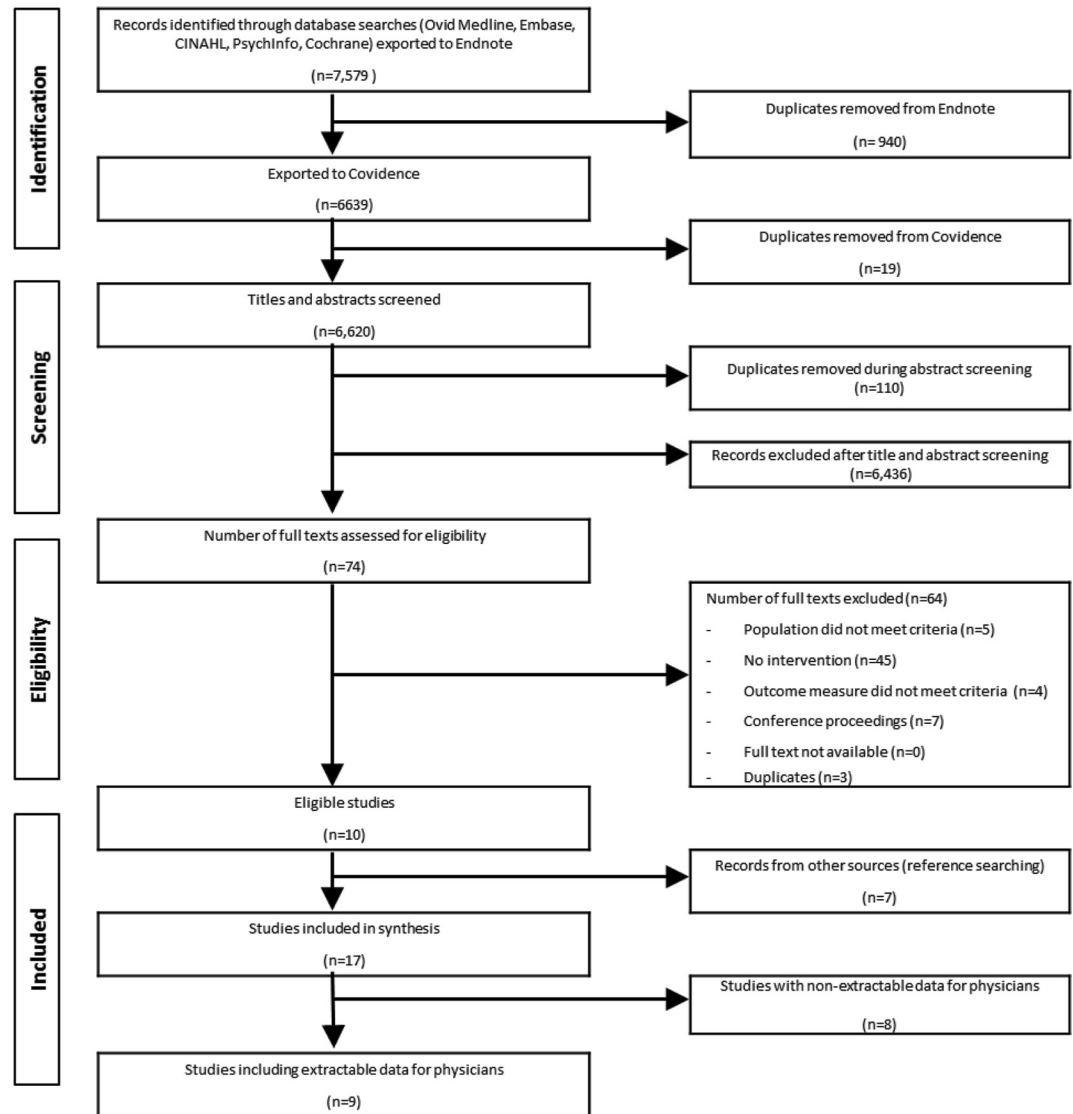 Identification
Records identified through database searches (Ovid Medline, Embase,
CINAHL, PsychInfo, Cochrane) exported to Endnote
(n=7,579 )
Duplicates removed from Endnote
(n= 940)
Exported to Covidence
(n=6639)
Duplicates removed from Covidence
(n=19)
Screening
Titles and abstracts screened
(n=6,620)
Duplicates removed during abstract screening
(n=110)
Records excluded after title and abstract screening
(n=6,436)
Eligibility
Number of full texts assessed for eligibility
(n=74)
Number of full texts excluded (n=64)
- Population did not meet criteria (n=5)
- No intervention (n=45)
- Outcome measure did not meet criteria (n=4)
- Conference proceedings (n=7)
- Full text not available (n=0)
- Duplicates (n=3)
Included
Eligible studies
(n=10)
Records from other sources (reference searching)
(n=7)
Studies included in synthesis
(n=17)
Studies with non-extractable data for physicians
(n=8)
Studies including extractable data for physicians
(n=9)